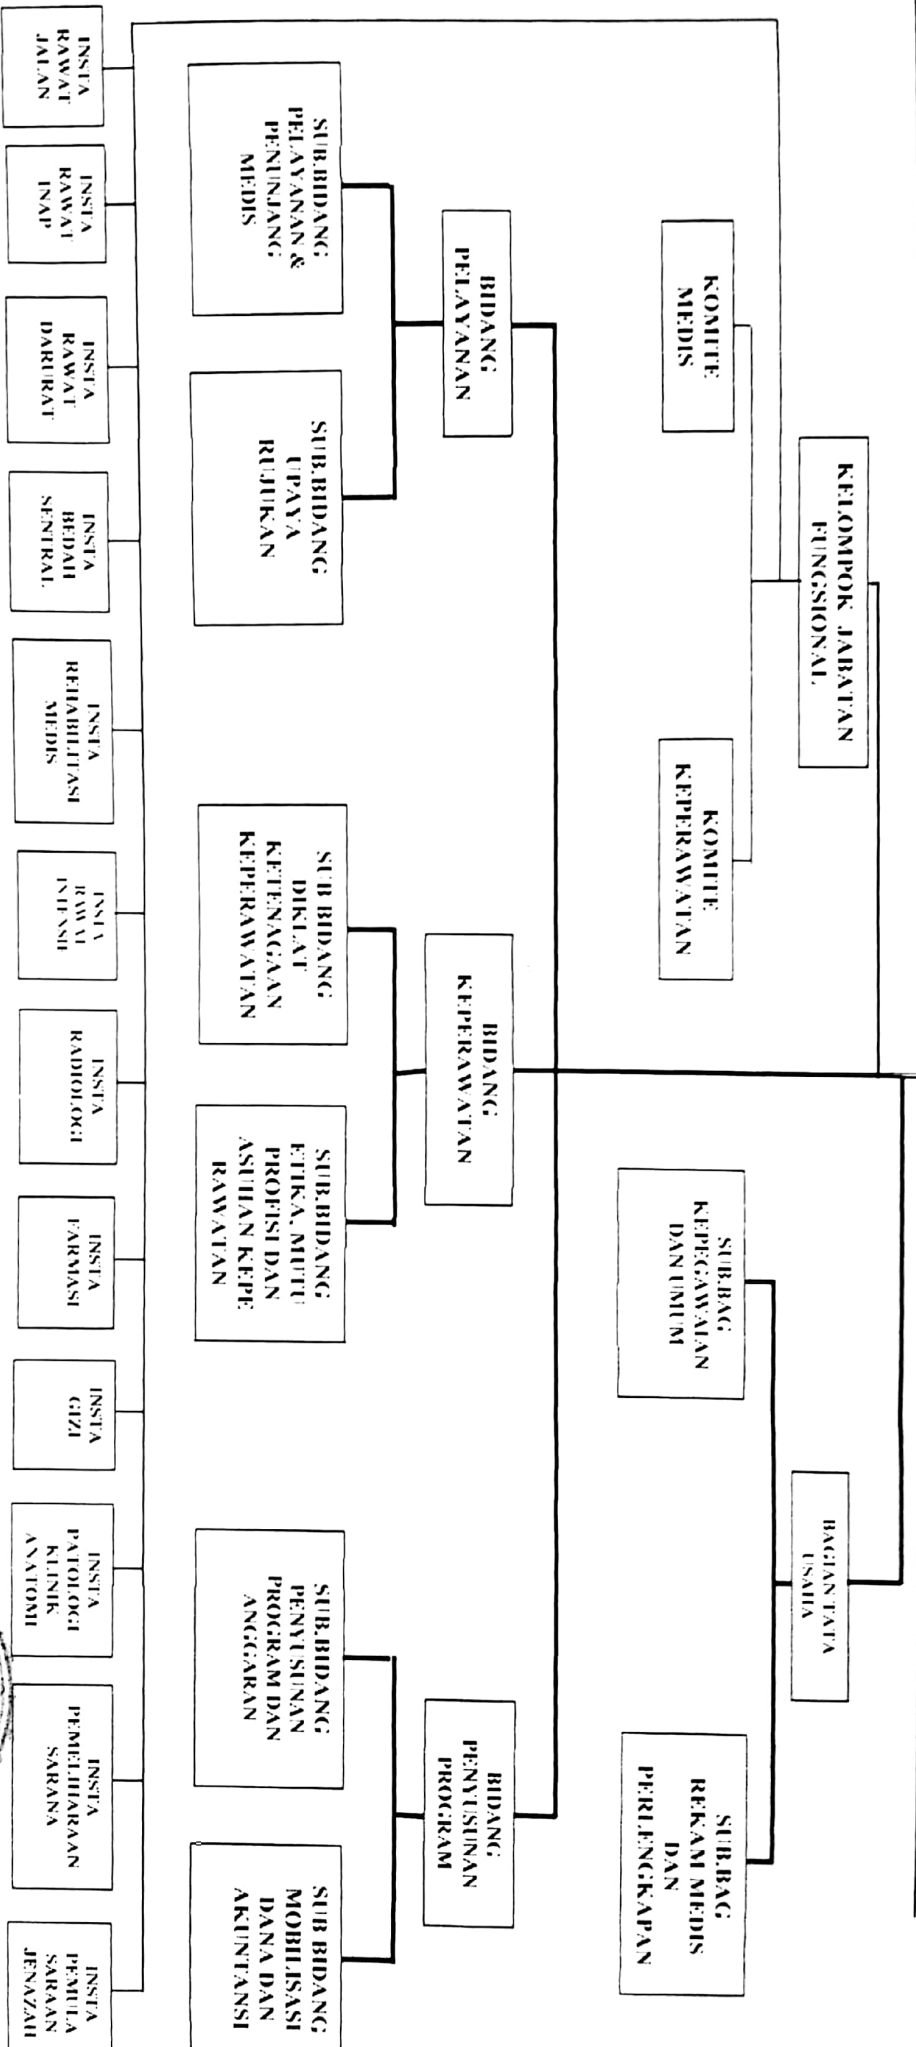 KELOMPOK JABATAN
FUNGSIONAL
BAGIAN TATA
USAHA
KOMITE
MEDIS
KOMITE
KEPERAWATAN
SUB.BAG
KEPEGAWAIAN
DAN UMUM
SUB.BAG
REKAM MEDIS
DAN
PERLENGKAPAN
BIDANG
PELAYANAN
BIDANG
KEPERAWATAN
BIDANG
PENYUSUNAN
PROGRAM
SUB.BIDANG
PELAYANAN &
PENUNJANG
MEDIS
SUB.BIDANG
UPAYA
RUJUKAN
SUB BIDANG
DIKLAT
KETENAGAAN
KEPERAWATAN
SUB.BIDANG
ETIKA, MUTU
PROFISI DAN
ASUHAN KEPE
RAWATAN
SUB.BIDANG
PENYUSUNAN
PROGRAM DAN
ANGGARAN
SUB BIDANG
MOBILISASI
DANA DAN
AKUNTANSI
INSTA
RAWAT
JALAN
INSTA
RAWAT
INAP
INSTA
RAWAT
DARURAT
INSTA
BEDAH
SENTRAL
INSTA
REHABILITASI
MEDIS
INSTA
RAWAT
INTENSIF
INSTA
RADIOLOGI
INSTA
FARMASI
INSTA
GIZI
INSTA
PATOLOGI
KLINIK
ANATOMI
INSTA
PEMELIHARAAN
SARANA
INSTA
PEMULA
SARAAN
JENAZAH